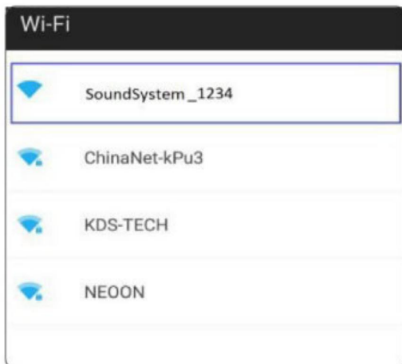 Wi-Fi
SoundSystem_1234
ChinaNet-kPu3
KDS-TECH
NEOON